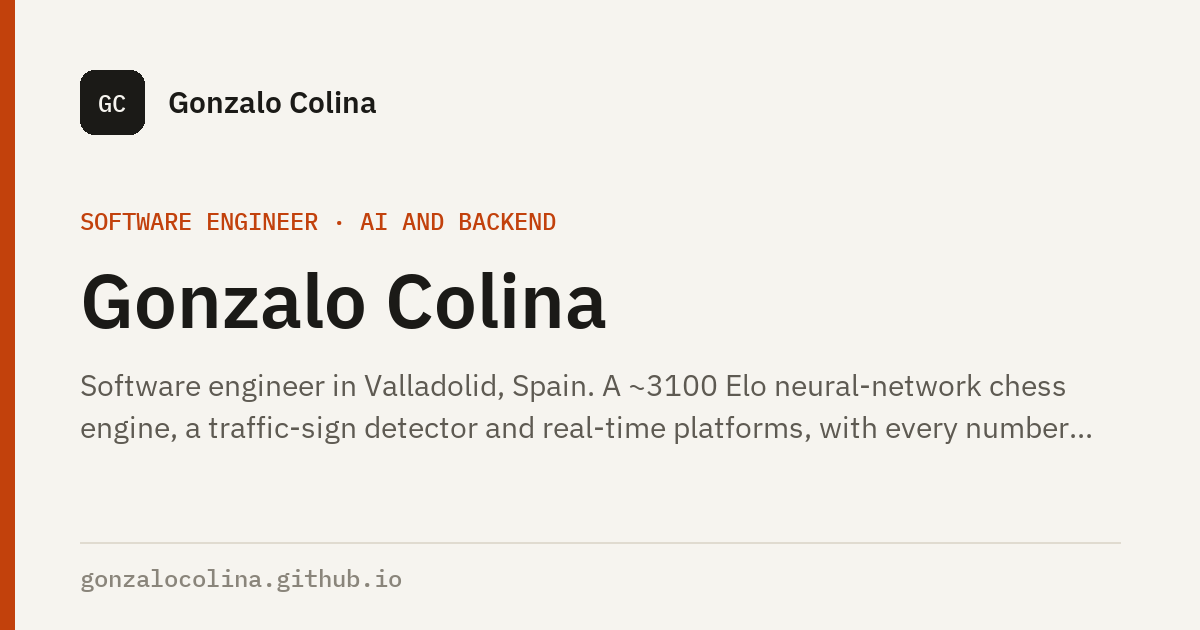 GC
Gonzalo Colina
SOFTWARE ENGINEER · AI AND BACKEND
Gonzalo Colina
Software engineer in Valladolid, Spain. A ~3100 Elo neural-network chess
engine, a traffic-sign detector and real-time platforms, with every number...
gonzalocolina.github.io